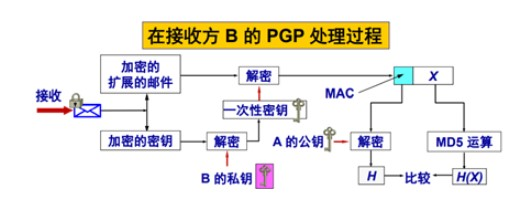 在接收方 B 的 PGP 处理过程
加密的
扩展的邮件
解密
X
接收
MAC
一次性密钥
加密的密钥
解密
A 的公钥
解密
MD5 运算
B 的私钥
H
比较
H(X)